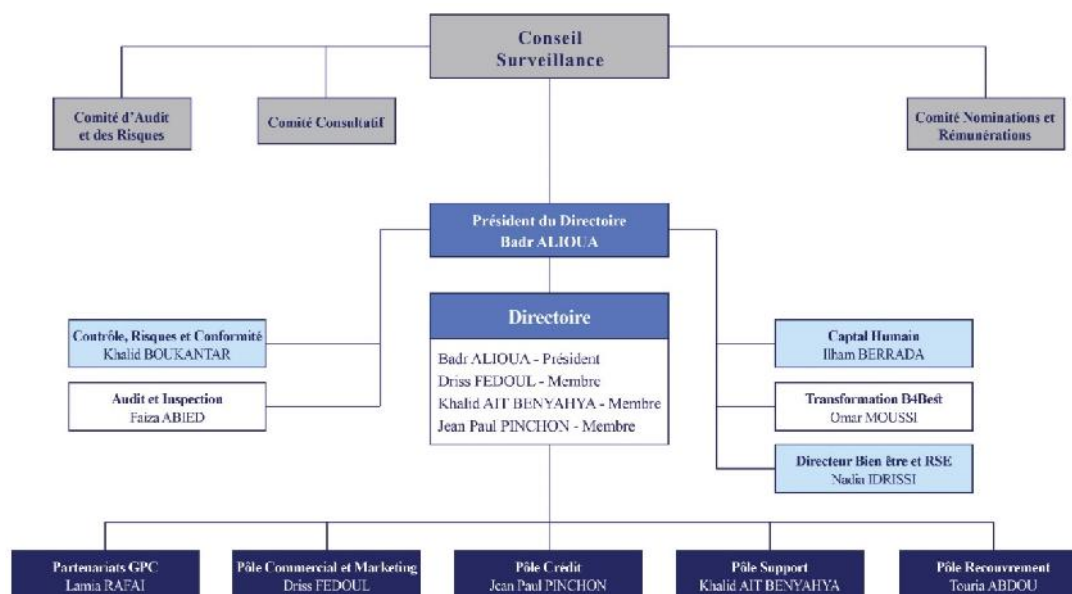 Conseil
Surveillance
Comité d'Audit
et des Risques
Comité Consultatif
Comité Nominations et
Rémunérations
Président du Directoire
Badr ALIOUA
Directoire
Badr ALIOUA - Président
Driss FEDOUL - Membre
Khalid AIT BENYAHYA - Membre
Jean Paul PINCHON - Membre
Contrôle, Risques et Conformité
Khalid BOUKANTAR
Audit et Inspection
Faiza ABIED
Captal Humain
Ilham BERRADA
Transformation B4Best
Omar MOUSSI
Directeur Bien être et RSE
Nadia IDRISSI
Partenariats GPC
Lamia RAFAI
Pôle Commercial et Marketing
Driss FEDOUL
Pôle Crédit
Jean Paul PINCHON
Pôle Support
Khalid AIT BENYAHYA
Pôle Recouvrement
Touria ABDOU